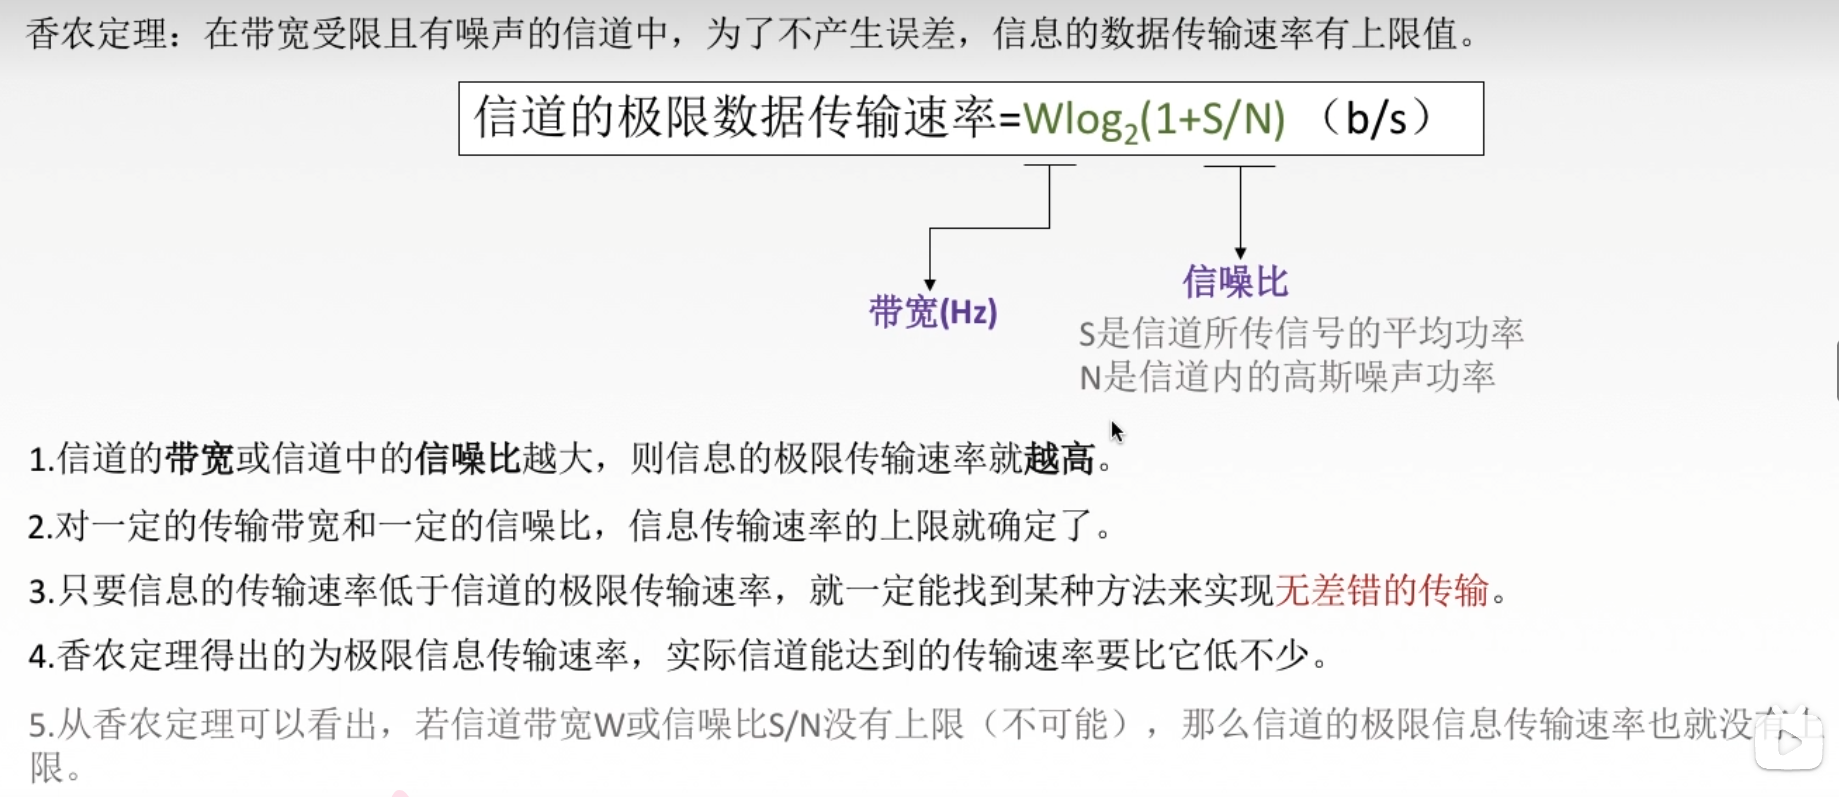 香农定理：在带宽受限且有噪声的信道中，为了不产生误差，信息的数据传输速率有上限值。
信道的极限数据传输速率=Wlog₂(1+S/N)（b/s）
带宽(Hz)
信噪比
S是信道所传信号的平均功率
N是信道内的高斯噪声功率
1.信道的带宽或信道中的信噪比越大，则信息的极限传输速率就越高。
2.对一定的传输带宽和一定的信噪比，信息传输速率的上限就确定了。
3.只要信息的传输速率低于信道的极限传输速率，就一定能找到某种方法来实现无差错的传输。
4.香农定理得出的为极限信息传输速率，实际信道能达到的传输速率要比它低不少。
5.从香农定理可以看出，若信道带宽W或信噪比S/N没有上限（不可能），那么信道的极限信息传输速率也就没有上
限。